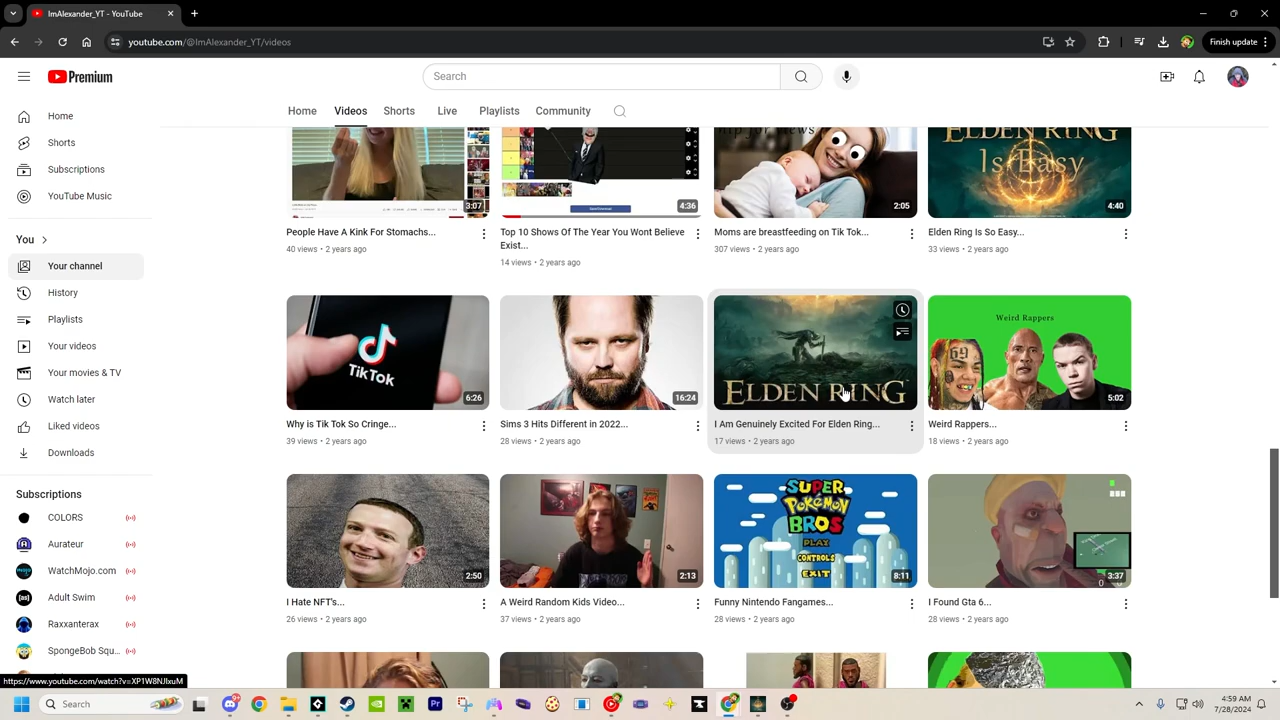 ImAlexander_YT - YouTube
youtube.com/@ImAlexander_YT/videos
Finish update
Premium
Search
Home
Videos
Shorts
Live
Playlists
Community
Home
Shorts
Subscriptions
YouTube Music
You
Your channel
History
Playlists
Your videos
Your movies & TV
Watch later
Liked videos
Downloads
Subscriptions
COLORS
Aurateur
WatchMojo.com
Adult Swim
Raxxanterax
SpongeBob Squ...
3:07
People Have A Kink For Stomachs...
40 views • 2 years ago
4:36
Top 10 Shows Of The Year You Wont Believe
Exist...
14 views • 2 years ago
2:05
Moms are breastfeeding on Tik Tok...
307 views • 2 years ago
ELDEN RING
Is Easy
4:40
Elden Ring Is So Easy...
33 views • 2 years ago
TikTok
6:26
Why is Tik Tok So Cringe...
39 views • 2 years ago
16:24
Sims 3 Hits Different in 2022...
28 views • 2 years ago
ELDEN RING
I Am Genuinely Excited For Elden Ring...
17 views • 2 years ago
Weird Rappers
69
5:02
Weird Rappers...
18 views • 2 years ago
2:50
I Hate NFT's...
26 views • 2 years ago
2:13
A Weird Random Kids Video...
37 views • 2 years ago
SUPER
POKéMON
BROS
PLAY
CONTROLS
EXIT
8:11
Funny Nintendo Fangames...
28 views • 2 years ago
3:37
I Found Gta 6...
28 views • 2 years ago
https://www.youtube.com/watch?v=XP1W8NJlxuM
Search
4:59 AM
7/28/2024